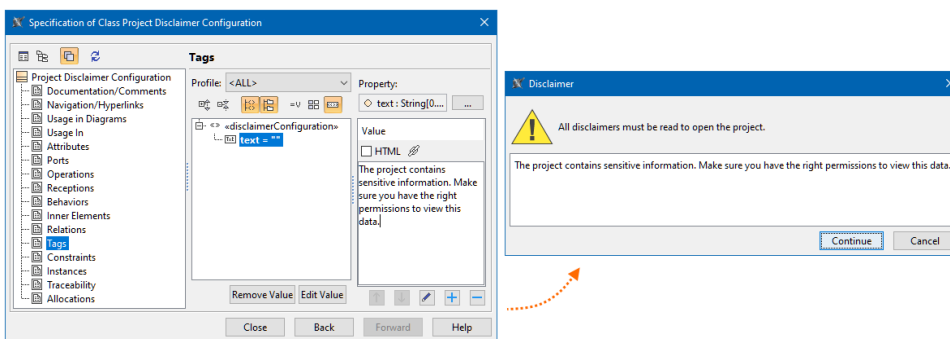 Specification of Class Project Disclaimer Configuration
Project Disclaimer Configuration
Documentation/Comments
Navigation/Hyperlinks
Usage in Diagrams
Usage In
Attributes
Ports
Operations
Receptions
Behaviors
Inner Elements
Relations
Tags
Constraints
Instances
Traceability
Allocations
Tags
Profile: <ALL>
«disclaimerConfiguration»
text = ""
Remove Value Edit Value
Property:
text : String[0.... ...
Value
HTML
The project contains
sensitive information. Make
sure you have the right
permissions to view this
data.
Close Back Forward Help
Disclaimer
All disclaimers must be read to open the project.
The project contains sensitive information. Make sure you have the right permissions to view this data.
Continue Cancel